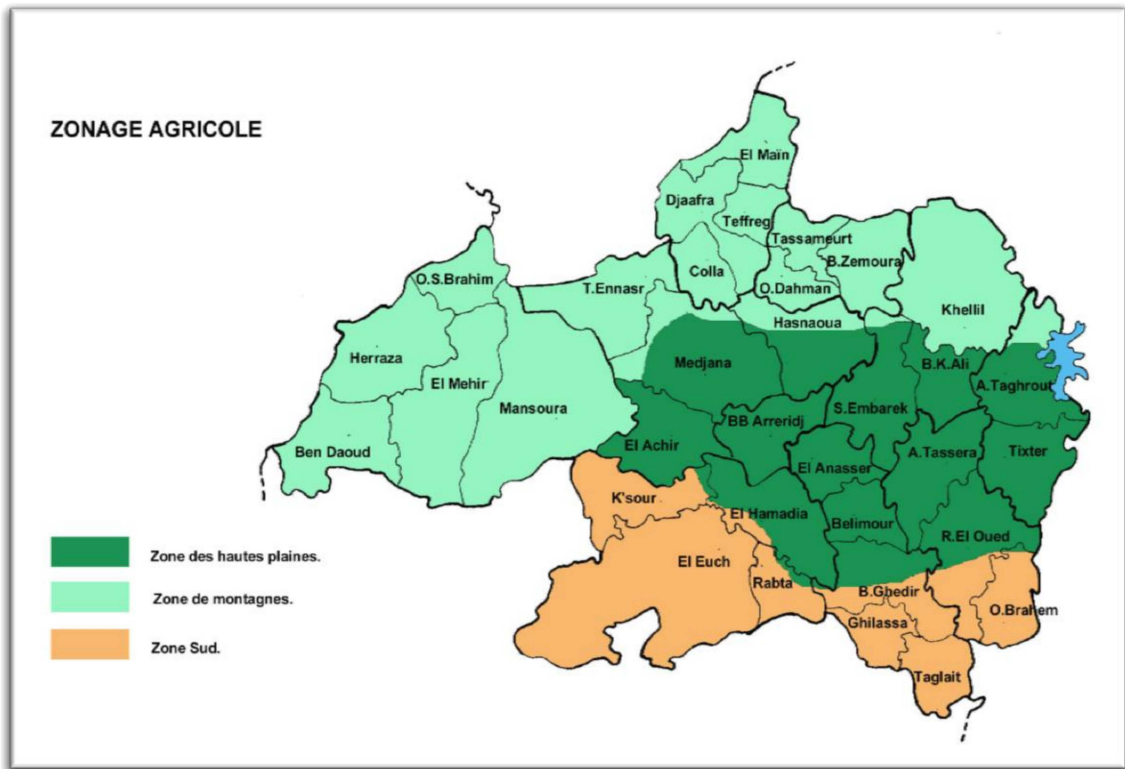 ZONAGE AGRICOLE
El Maïn
Djaafra
Teffreg
Tassameurt
B.Zemoura
O.S.Brahim
Colla
T.Ennasr
O.Dahman
Khellil
Hasnaoua
Herraza
Medjana
B.K.Ali
El Mehir
A.Taghrout
Mansoura
S.Embarek
BB Arreridj
El Achir
Ben Daoud
A.Tassera
Tixter
El Anasser
K'sour
El Hamadia
Belimour
R.El Oued
Zone des hautes plaines.
El Euch
Rabta
B.Ghedir
Zone de montagnes.
O.Brahem
Ghilassa
Zone Sud.
Taglait